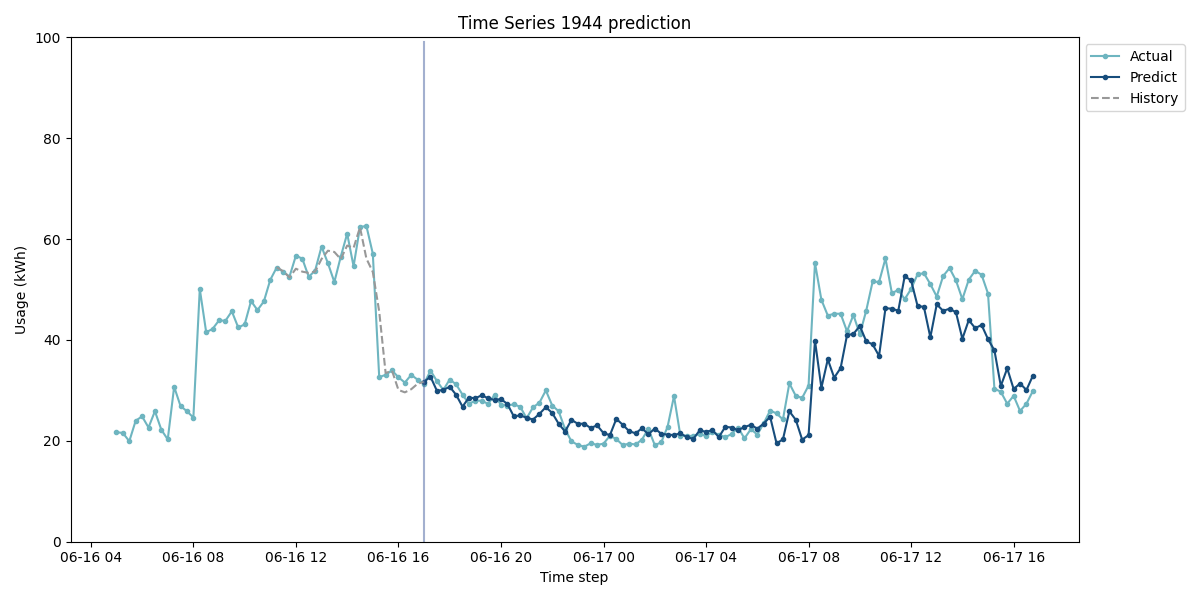 Time Series 1944 prediction
Usage (kWh)
100
80
60
40
20
0
06-16 04
06-16 08
06-16 12
06-16 16
06-16 20
06-17 00
06-17 04
06-17 08
06-17 12
06-17 16
Time step
Actual
Predict
History